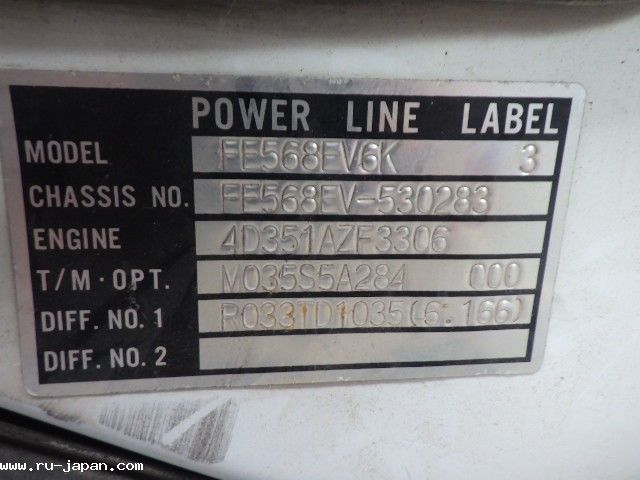 POWER LINE LABEL
MODEL FE568EV6K 3
CHASSIS NO. FE568EV-530283
ENGINE 4D351AZF3306
T/M·OPT. M035S5A284 000
DIFF. NO. 1 R033TD1035(6.166)
DIFF. NO. 2
www.ru-japan.com